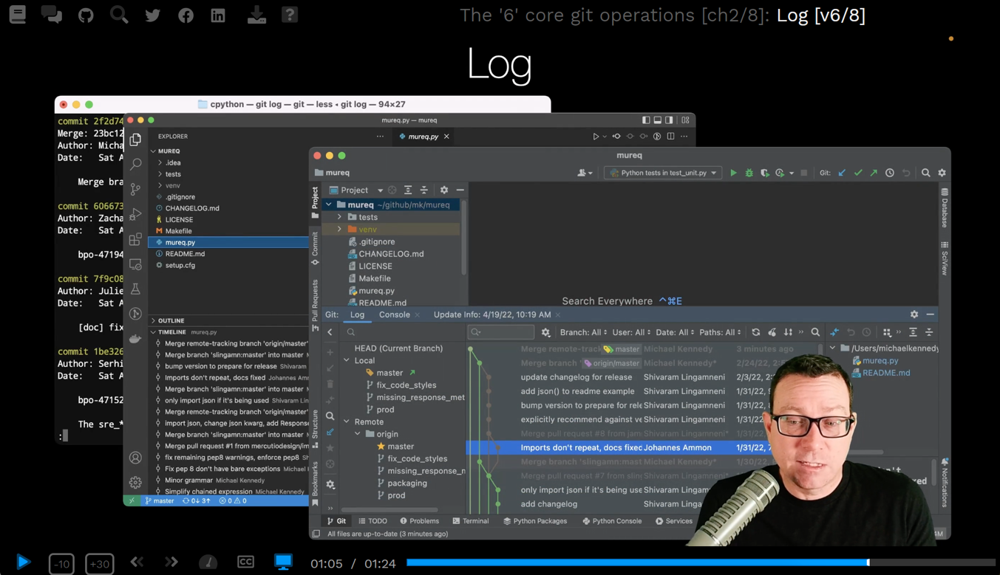 The '6' core git operations [ch2/8]: Log [v6/8]
Log
cpython — git log — git — less ◂ git log — 94×27
commit 2f2d74
Merge: 23bc12
Author: Micha
Date:   Sat A
Merge bra
commit 606673
Author: Zacha
Date:   Sat A
bpo-47194
commit 7f9c08
Author: Julie
Date:   Sat A
[doc] fix
commit 1be326
Author: Serhi
Date:   Sat A
bpo-47152
The sre_*
:
mureq.py — mureq
EXPLORER
mureq.py
MUREQ
.idea
tests
venv
.gitignore
CHANGELOG.md
LICENSE
Makefile
mureq.py
README.md
setup.cfg
OUTLINE
TIMELINE mureq.py
Merge remote-tracking branch 'origin/master'
Merge branch 'slingamn:master' into master
bump version to prepare for release Shivaram
Imports don't repeat, docs fixed Johannes Amm
Merge branch 'slingamn:master' into master
only import json if it's being used Shivaram Lin
Merge remote-tracking branch 'origin/master'
import json, change json kwarg, add Response
Merge branch 'slingamn:master' into master
Merge pull request #1 from mercutiodesign/im
fix remaining pep8 warnings, enforce pep8 Sh
Fix pep 8 don't have bare exceptions Michael
Minor grammar Michael Kennedy
Simplify chained expression Michael Kennedy
master 0↓ 3↑ 0 0
mureq
mureq
Python tests in test_unit.py
Git:
Project
Commit
Pull Requests
Structure
Bookmarks
Project
mureq ~/github/mk/mureq
tests
venv
.gitignore
CHANGELOG.md
LICENSE
Makefile
mureq.py
README.md
Search Everywhere ⌃⌘E
Database
SciView
Notifications
Git: Log Console Update Info: 4/19/22, 10:19 AM
Branch: All User: All Date: All Paths: All
HEAD (Current Branch)
Local
master
fix_code_styles
missing_response_met
prod
Remote
origin
master
fix_code_styles
missing_response_n
packaging
prod
Merge remote-track master Michael Kennedy 3 minutes ago
Merge branch origin/master Michael Kennedy 2/24/22, 2:
update changelog for release Shivaram Lingamneni 2/3/22, 2:
add json() to readme example Shivaram Lingamneni 1/31/22, 9
bump version to prepare for rele Shivaram Lingamneni 1/31/22,
explicitly recommend against ve Shivaram Lingamneni 1/31/22,
Merge pull request #8 from jam Shivaram Lingamneni* 1/31/22,
Imports don't repeat, docs fixec Johannes Ammon 1/31/22, 7
Merge branch 'slingamn:mast Michael Kennedy* 1/30/22,
Merge pull request #7 from slin Shivaram Lingamneni*
only import json if it's being use Shivaram Lingamne
add changelog Shivaram Linga
/Users/michaelkennedy
mureq.py
README.md
Git TODO Problems Terminal Python Packages Python Console Services
All files are up-to-date (3 minutes ago)
-10 +30 CC 01:05 / 01:24